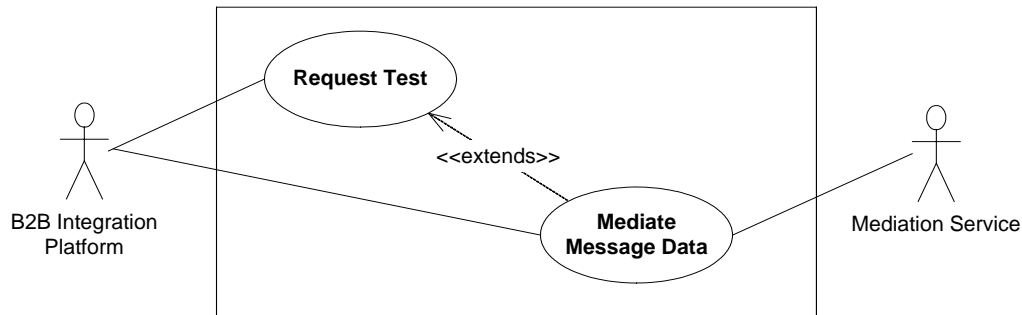 Request Test
<<extends>>
B2B Integration
Platform
Mediate
Message Data
Mediation Service